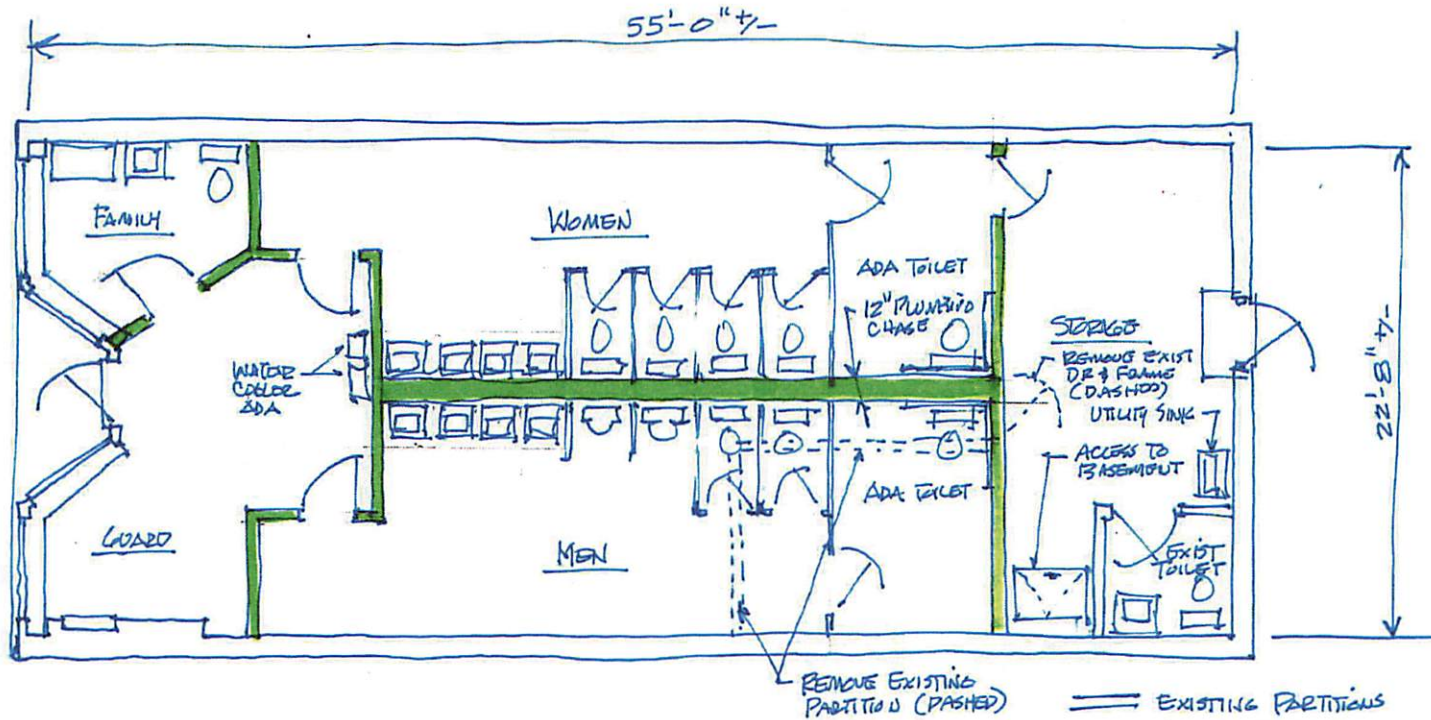 55'-0" +/-
FAMILY
WOMEN
ADA TOILET
12" PLUMBING
CHASE
STORAGE
REMOVE EXIST
DR & FRAME
(DASHED)
UTILITY SINK
22'-8" +/-
WATER
COOLER
ADA
ACCESS TO
BASEMENT
ADA TOILET
GUARD
MEN
EXIST
TOILET
REMOVE EXISTING
PARTITION (DASHED)
EXISTING PARTITIONS